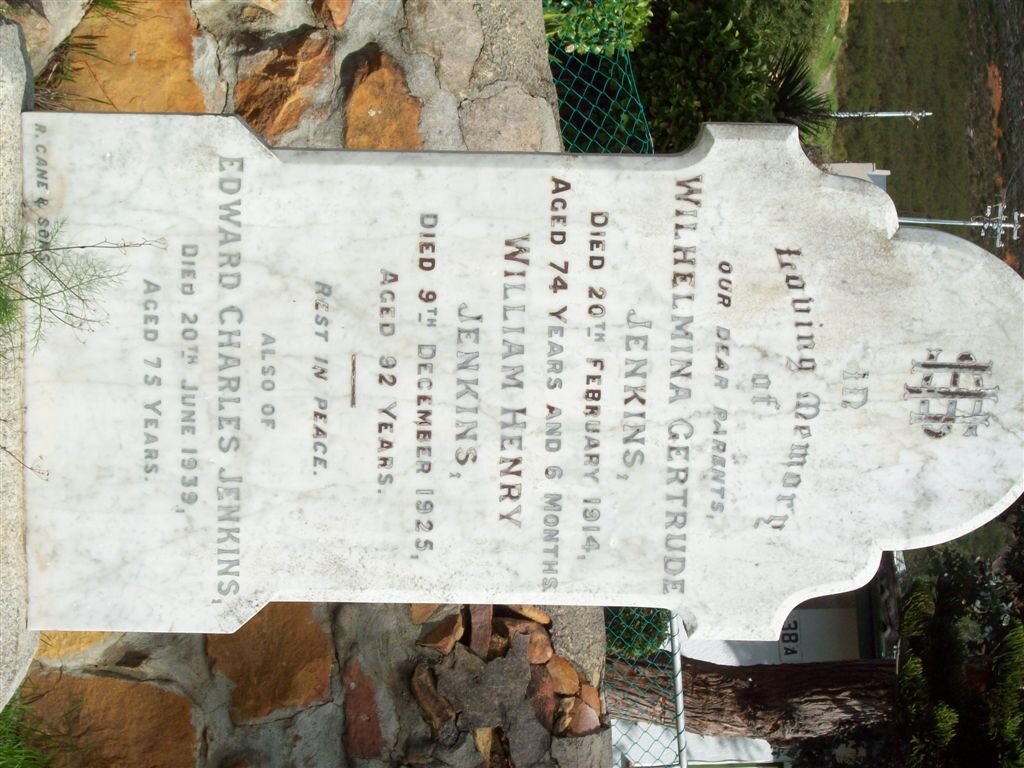 IHS
in
Loving Memory
of
OUR DEAR PARENTS,
WILHELMINA GERTRUDE
JENKINS,
DIED 20TH FEBRUARY 1914,
AGED 74 YEARS AND 6 MONTHS
WILLIAM HENRY
JENKINS,
DIED 9TH DECEMBER 1925,
AGED 92 YEARS.
REST IN PEACE.
ALSO OF
EDWARD CHARLES JENKINS,
DIED 20TH JUNE 1939,
AGED 75 YEARS.
R. CANE & SONS
38A